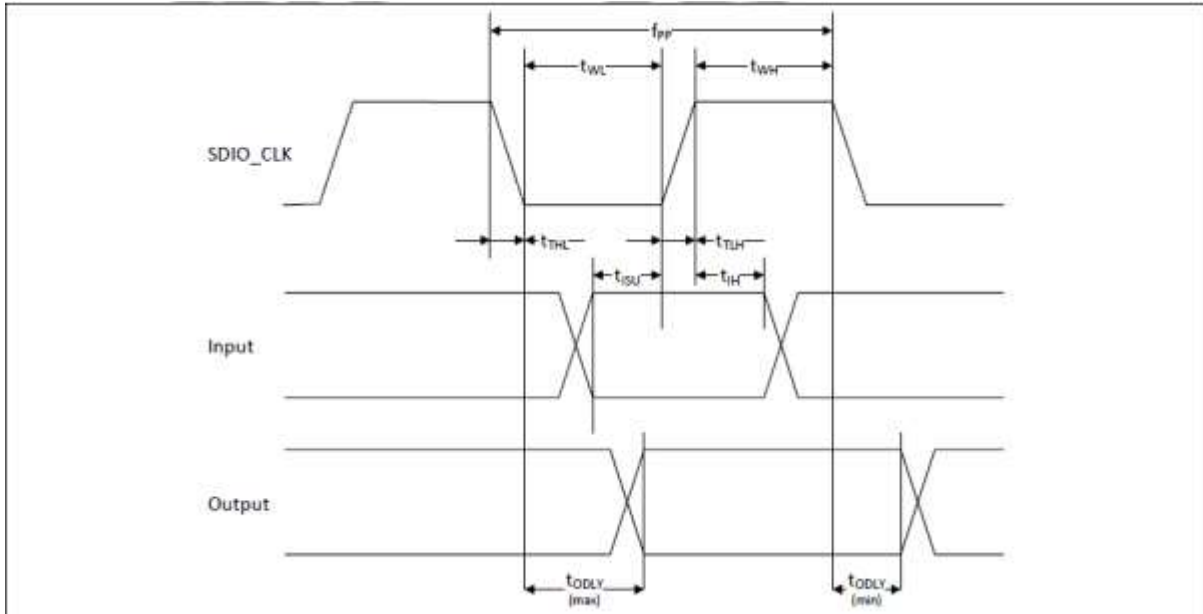 fPP
tWL tWH
SDIO_CLK
tTHL tTLH
tISU tIH
Input
Output
tODLY tODLY
(max) (min)